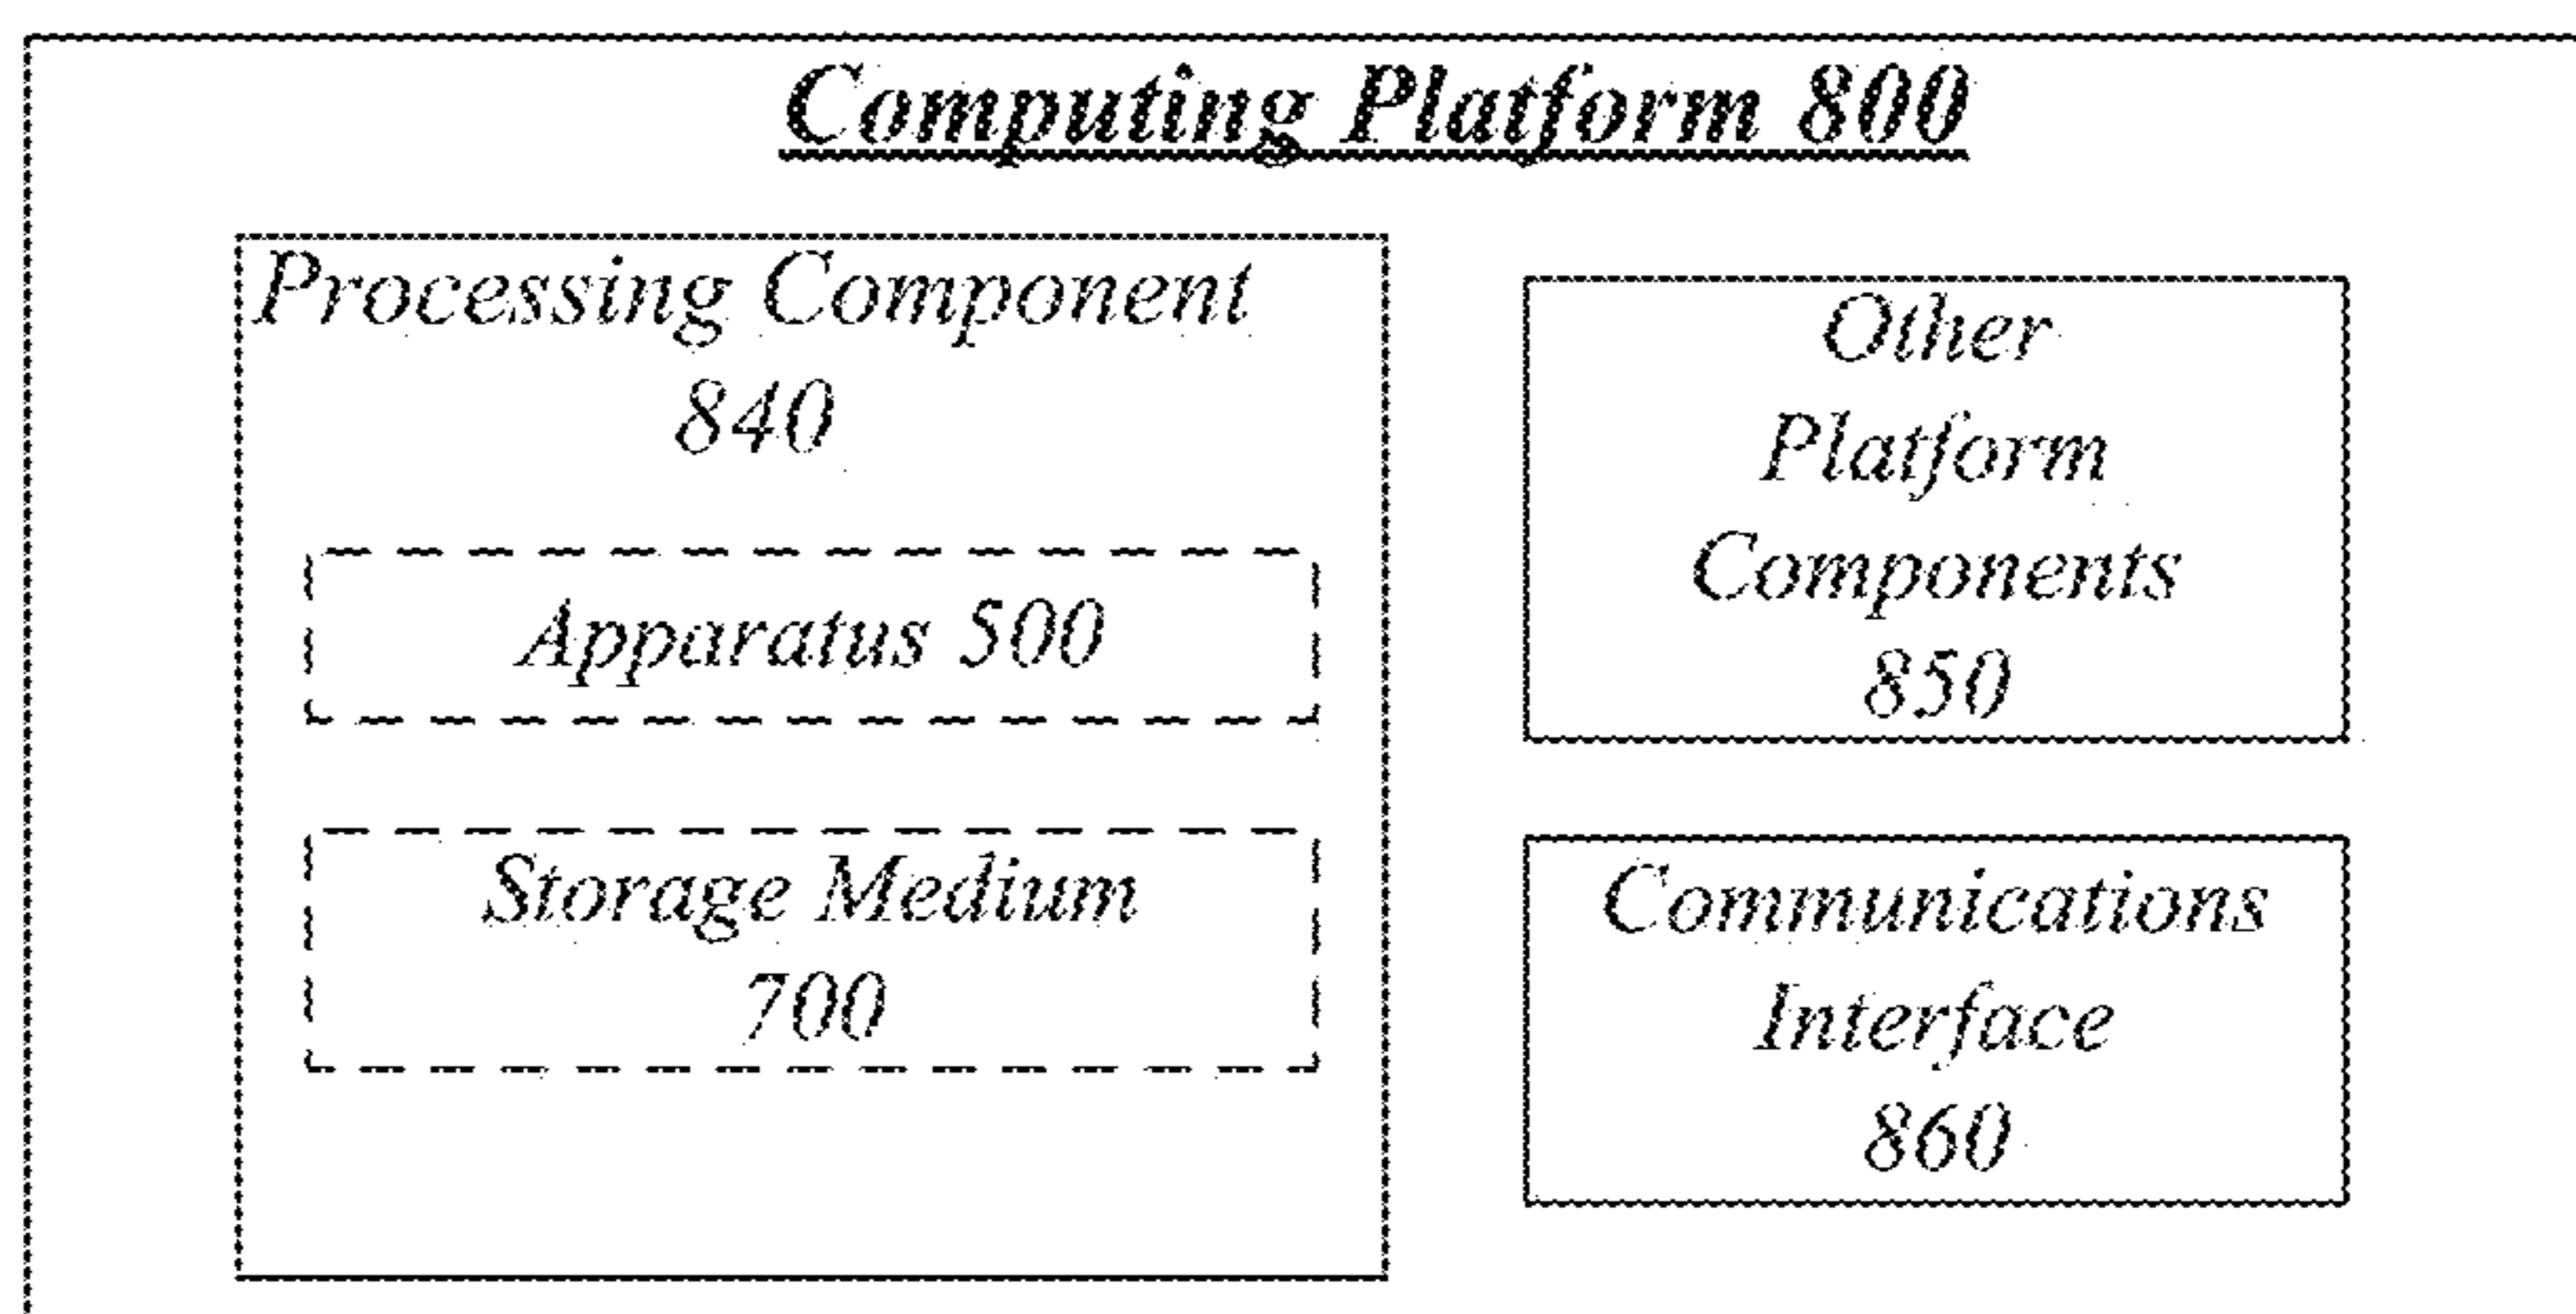 Computing Platform 800
Processing Component
840
Apparatus 500
Storage Medium
700
Other
Platform
Components
850
Communications
Interface
860